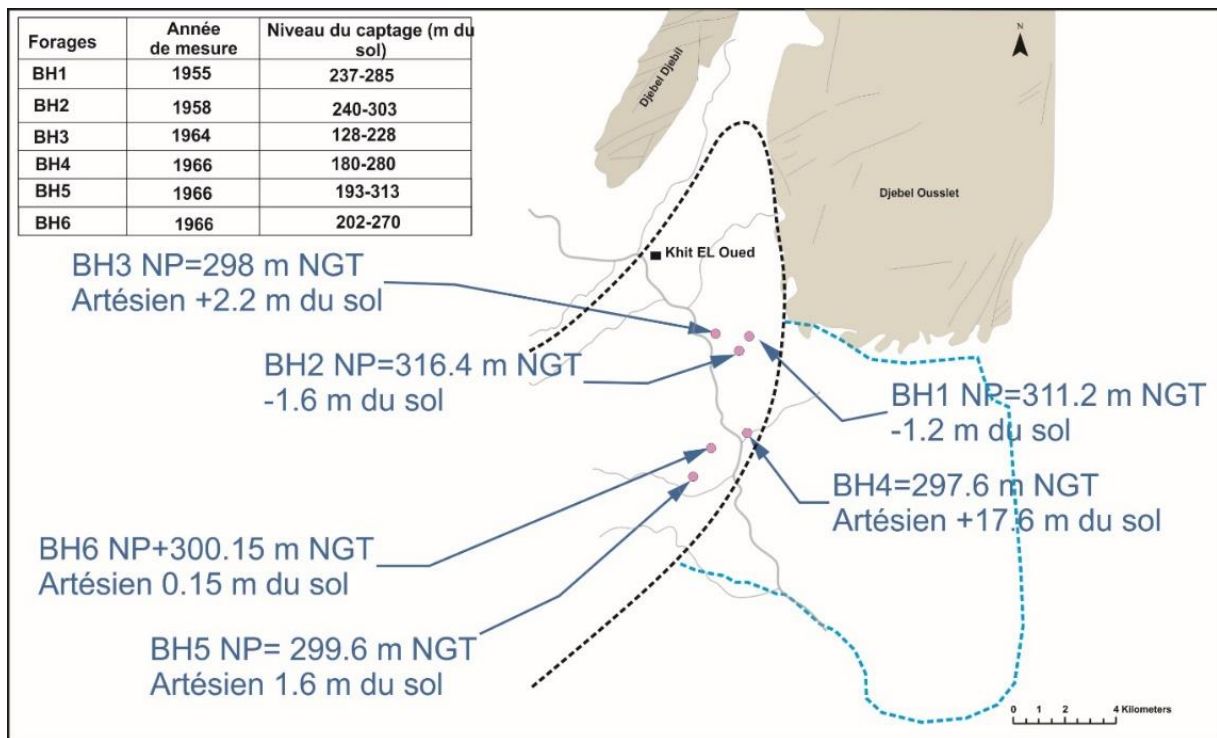 Forages Année de mesure Niveau du captage (m du sol)
BH1 1955 237-285
BH2 1958 240-303
BH3 1964 128-228
BH4 1966 180-280
BH5 1966 193-313
BH6 1966 202-270
Djebel Djebil
N
Djebel Ousslet
Khit EL Oued
BH3 NP=298 m NGT
Artésien +2.2 m du sol
BH2 NP=316.4 m NGT
-1.6 m du sol
BH1 NP=311.2 m NGT
-1.2 m du sol
BH4=297.6 m NGT
Artésien +17.6 m du sol
BH6 NP+300.15 m NGT
Artésien 0.15 m du sol
BH5 NP= 299.6 m NGT
Artésien 1.6 m du sol
0 1 2 4 Kilometers